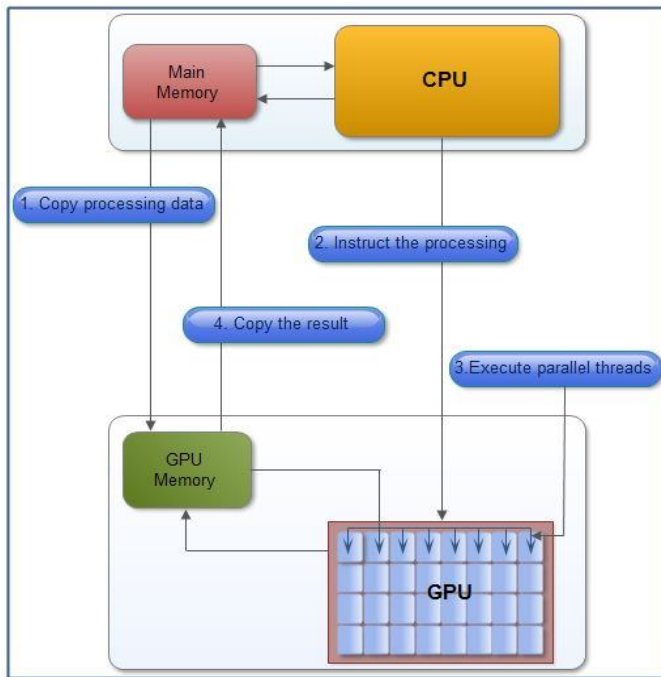 Main
Memory
CPU
1. Copy processing data
2. Instruct the processing
4. Copy the result
3.Execute parallel threads
GPU
Memory
GPU